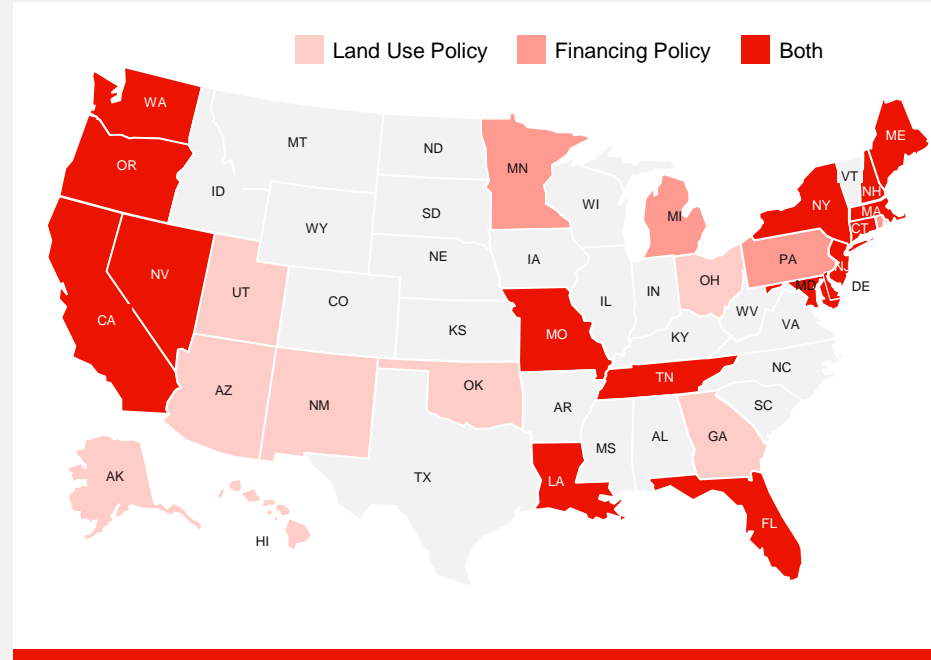 Land Use Policy Financing Policy Both
WA
ME
MT
ND
OR
MN
VT
ID
NH
WI
SD
NY
MA
MI
WY
CT
NE
IA
PA
NV
NJ
OH
UT
MD
DE
IN
CO
IL
WV
CA
VA
KS
MO
KY
NC
TN
OK
AZ
NM
SC
AR
GA
AL
MS
AK
TX
LA
FL
HI